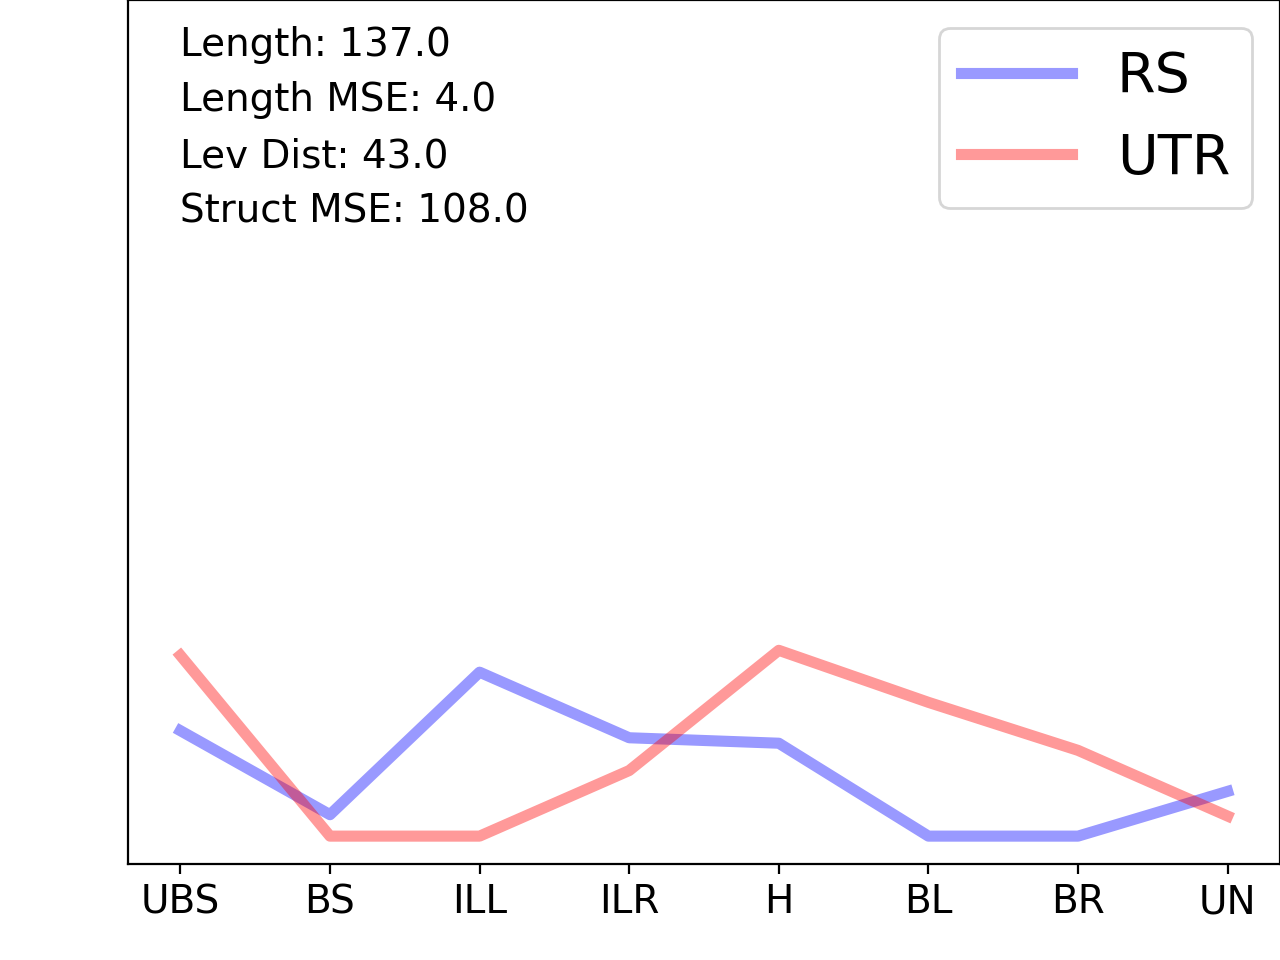 Length: 137.0
Length MSE: 4.0
Lev Dist: 43.0
Struct MSE: 108.0
RS
UTR
UBS BS ILL ILR H BL BR UN